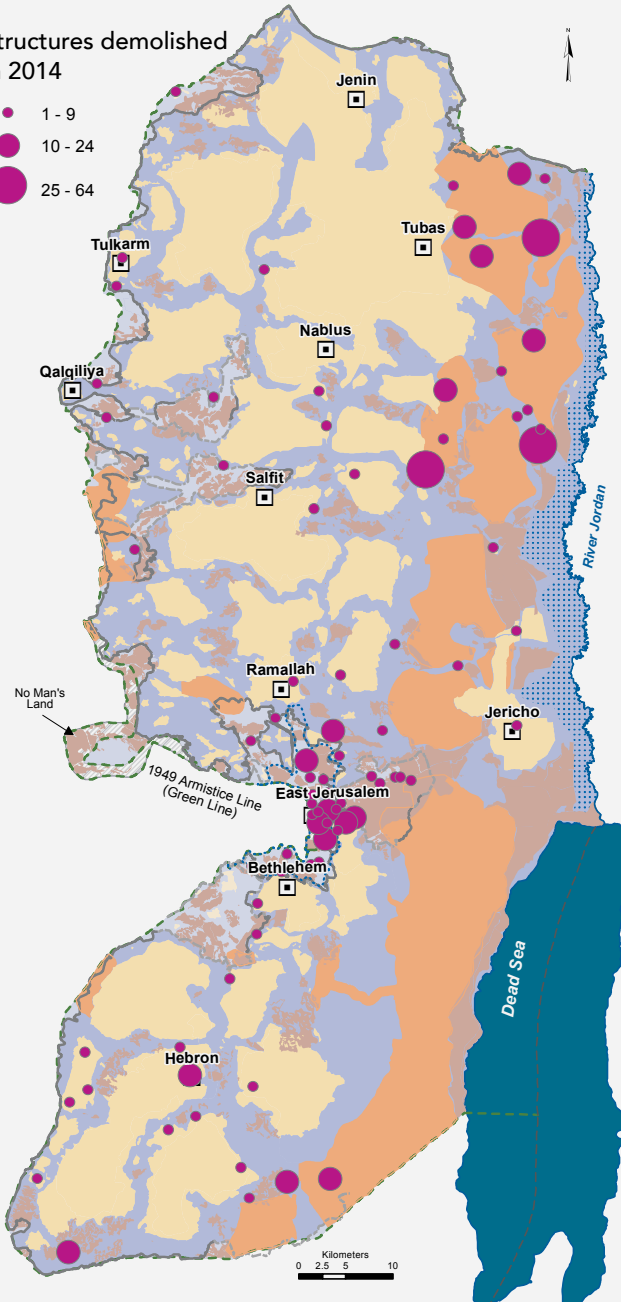 tructures demolished
2014
1 - 9
10 - 24
25 - 64
N
Jenin
Tubas
Tulkarm
Nablus
Qalqiliya
Salfit
River Jordan
Ramallah
No Man's
Land
Jericho
1949 Armistice Line
(Green Line)
East Jerusalem
Bethlehem
Dead Sea
Hebron
Kilometers
0 2.5 5 10